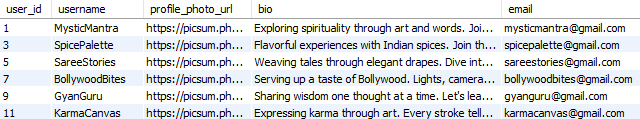 user_id username profile_photo_url bio email
1 MysticMantra https://picsum.ph... Exploring spirituality through art and words. Joi... mysticmantra@gmail.com
3 SpicePalette https://picsum.ph... Flavorful experiences with Indian spices. Join th... spicepalette@gmail.com
5 SareeStories https://picsum.ph... Weaving tales through elegant drapes. Dive int... sareestories@gmail.com
7 BollywoodBites https://picsum.ph... Serving up a taste of Bollywood. Lights, camera... bollywoodbites@gmail.com
9 GyanGuru https://picsum.ph... Sharing wisdom one thought at a time. Let's lea... gyanguru@gmail.com
11 KarmaCanvas https://picsum.ph... Expressing karma through art. Every stroke tell... karmacanvas@gmail.com